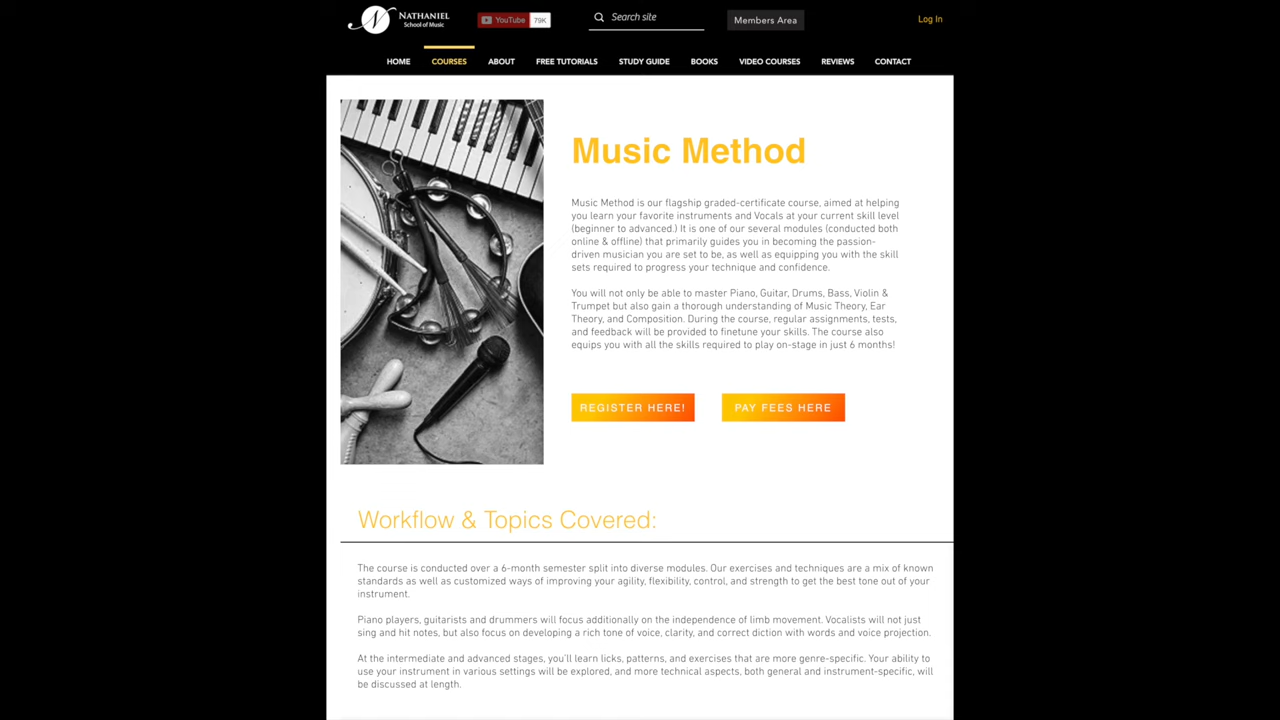 NATHANIEL
School of Music
YouTube 79K
Search site
Members Area
Log In
HOME COURSES ABOUT FREE TUTORIALS STUDY GUIDE BOOKS VIDEO COURSES REVIEWS CONTACT
Music Method
Music Method is our flagship graded-certificate course, aimed at helping
you learn your favorite instruments and Vocals at your current skill level
(beginner to advanced.) It is one of our several modules (conducted both
online & offline) that primarily guides you in becoming the passion-
driven musician you are set to be, as well as equipping you with the skill
sets required to progress your technique and confidence.
You will not only be able to master Piano, Guitar, Drums, Bass, Violin &
Trumpet but also gain a thorough understanding of Music Theory, Ear
Theory, and Composition. During the course, regular assignments, tests,
and feedback will be provided to finetune your skills. The course also
equips you with all the skills required to play on-stage in just 6 months!
REGISTER HERE! PAY FEES HERE
Workflow & Topics Covered:
The course is conducted over a 6-month semester split into diverse modules. Our exercises and techniques are a mix of known
standards as well as customized ways of improving your agility, flexibility, control, and strength to get the best tone out of your
instrument.
Piano players, guitarists and drummers will focus additionally on the independence of limb movement. Vocalists will not just
sing and hit notes, but also focus on developing a rich tone of voice, clarity, and correct diction with words and voice projection.
At the intermediate and advanced stages, you'll learn licks, patterns, and exercises that are more genre-specific. Your ability to
use your instrument in various settings will be explored, and more technical aspects, both general and instrument-specific, will
be discussed at length.